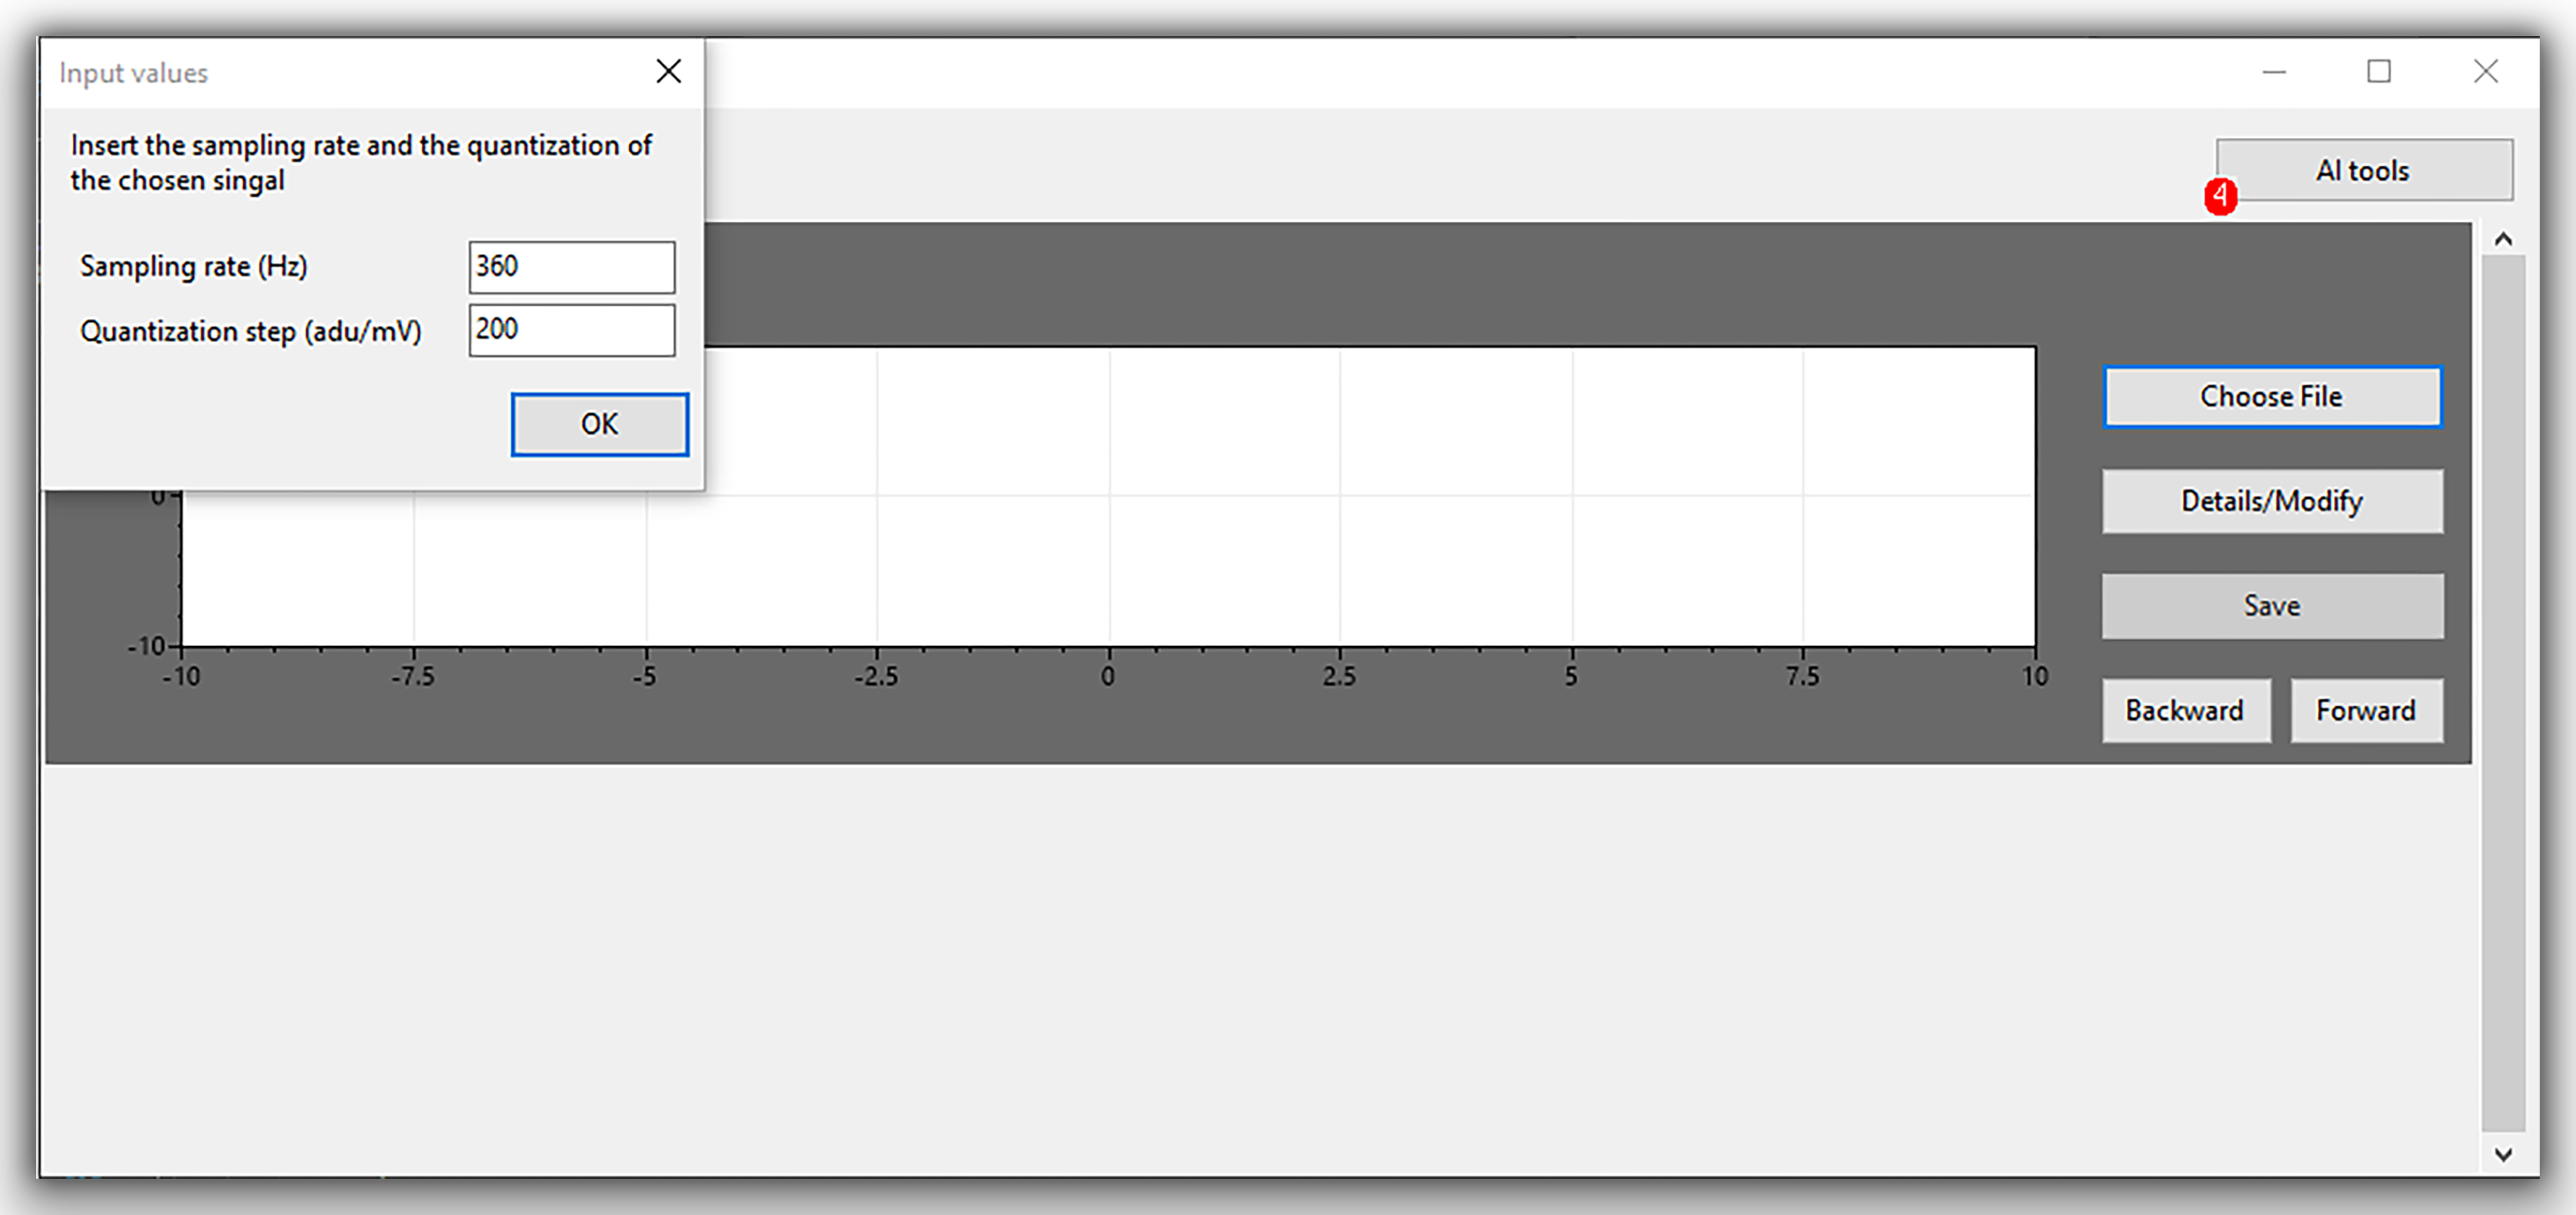 Input values
Insert the sampling rate and the quantization of
the chosen singal
Sampling rate (Hz) 360
Quantization step (adu/mV) 200
OK
AI tools
4
Choose File
Details/Modify
Save
Backward Forward
0
-10
-10 -7.5 -5 -2.5 0 2.5 5 7.5 10